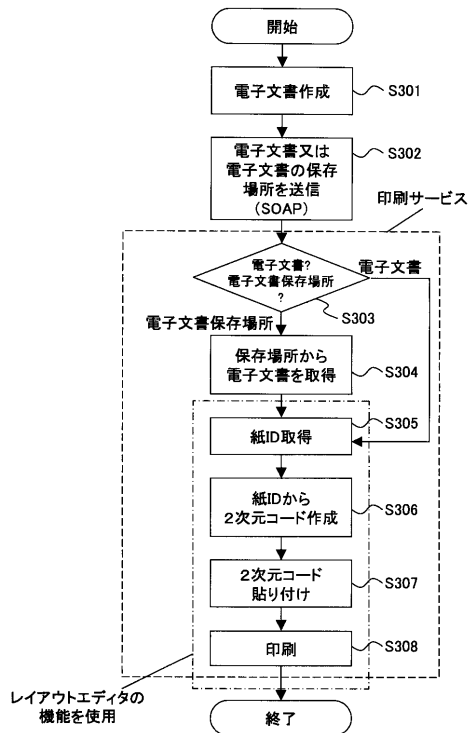 開始
電子文書作成
S301
電子文書又は
電子文書の保存
場所を送信
(SOAP)
S302
印刷サービス
電子文書?
電子文書保存場所
?
電子文書
S303
電子文書保存場所
保存場所から
電子文書を取得
S304
紙ID取得
S305
紙IDから
2次元コード作成
S306
2次元コード
貼り付け
S307
印刷
S308
レイアウトエディタの
機能を使用
終了